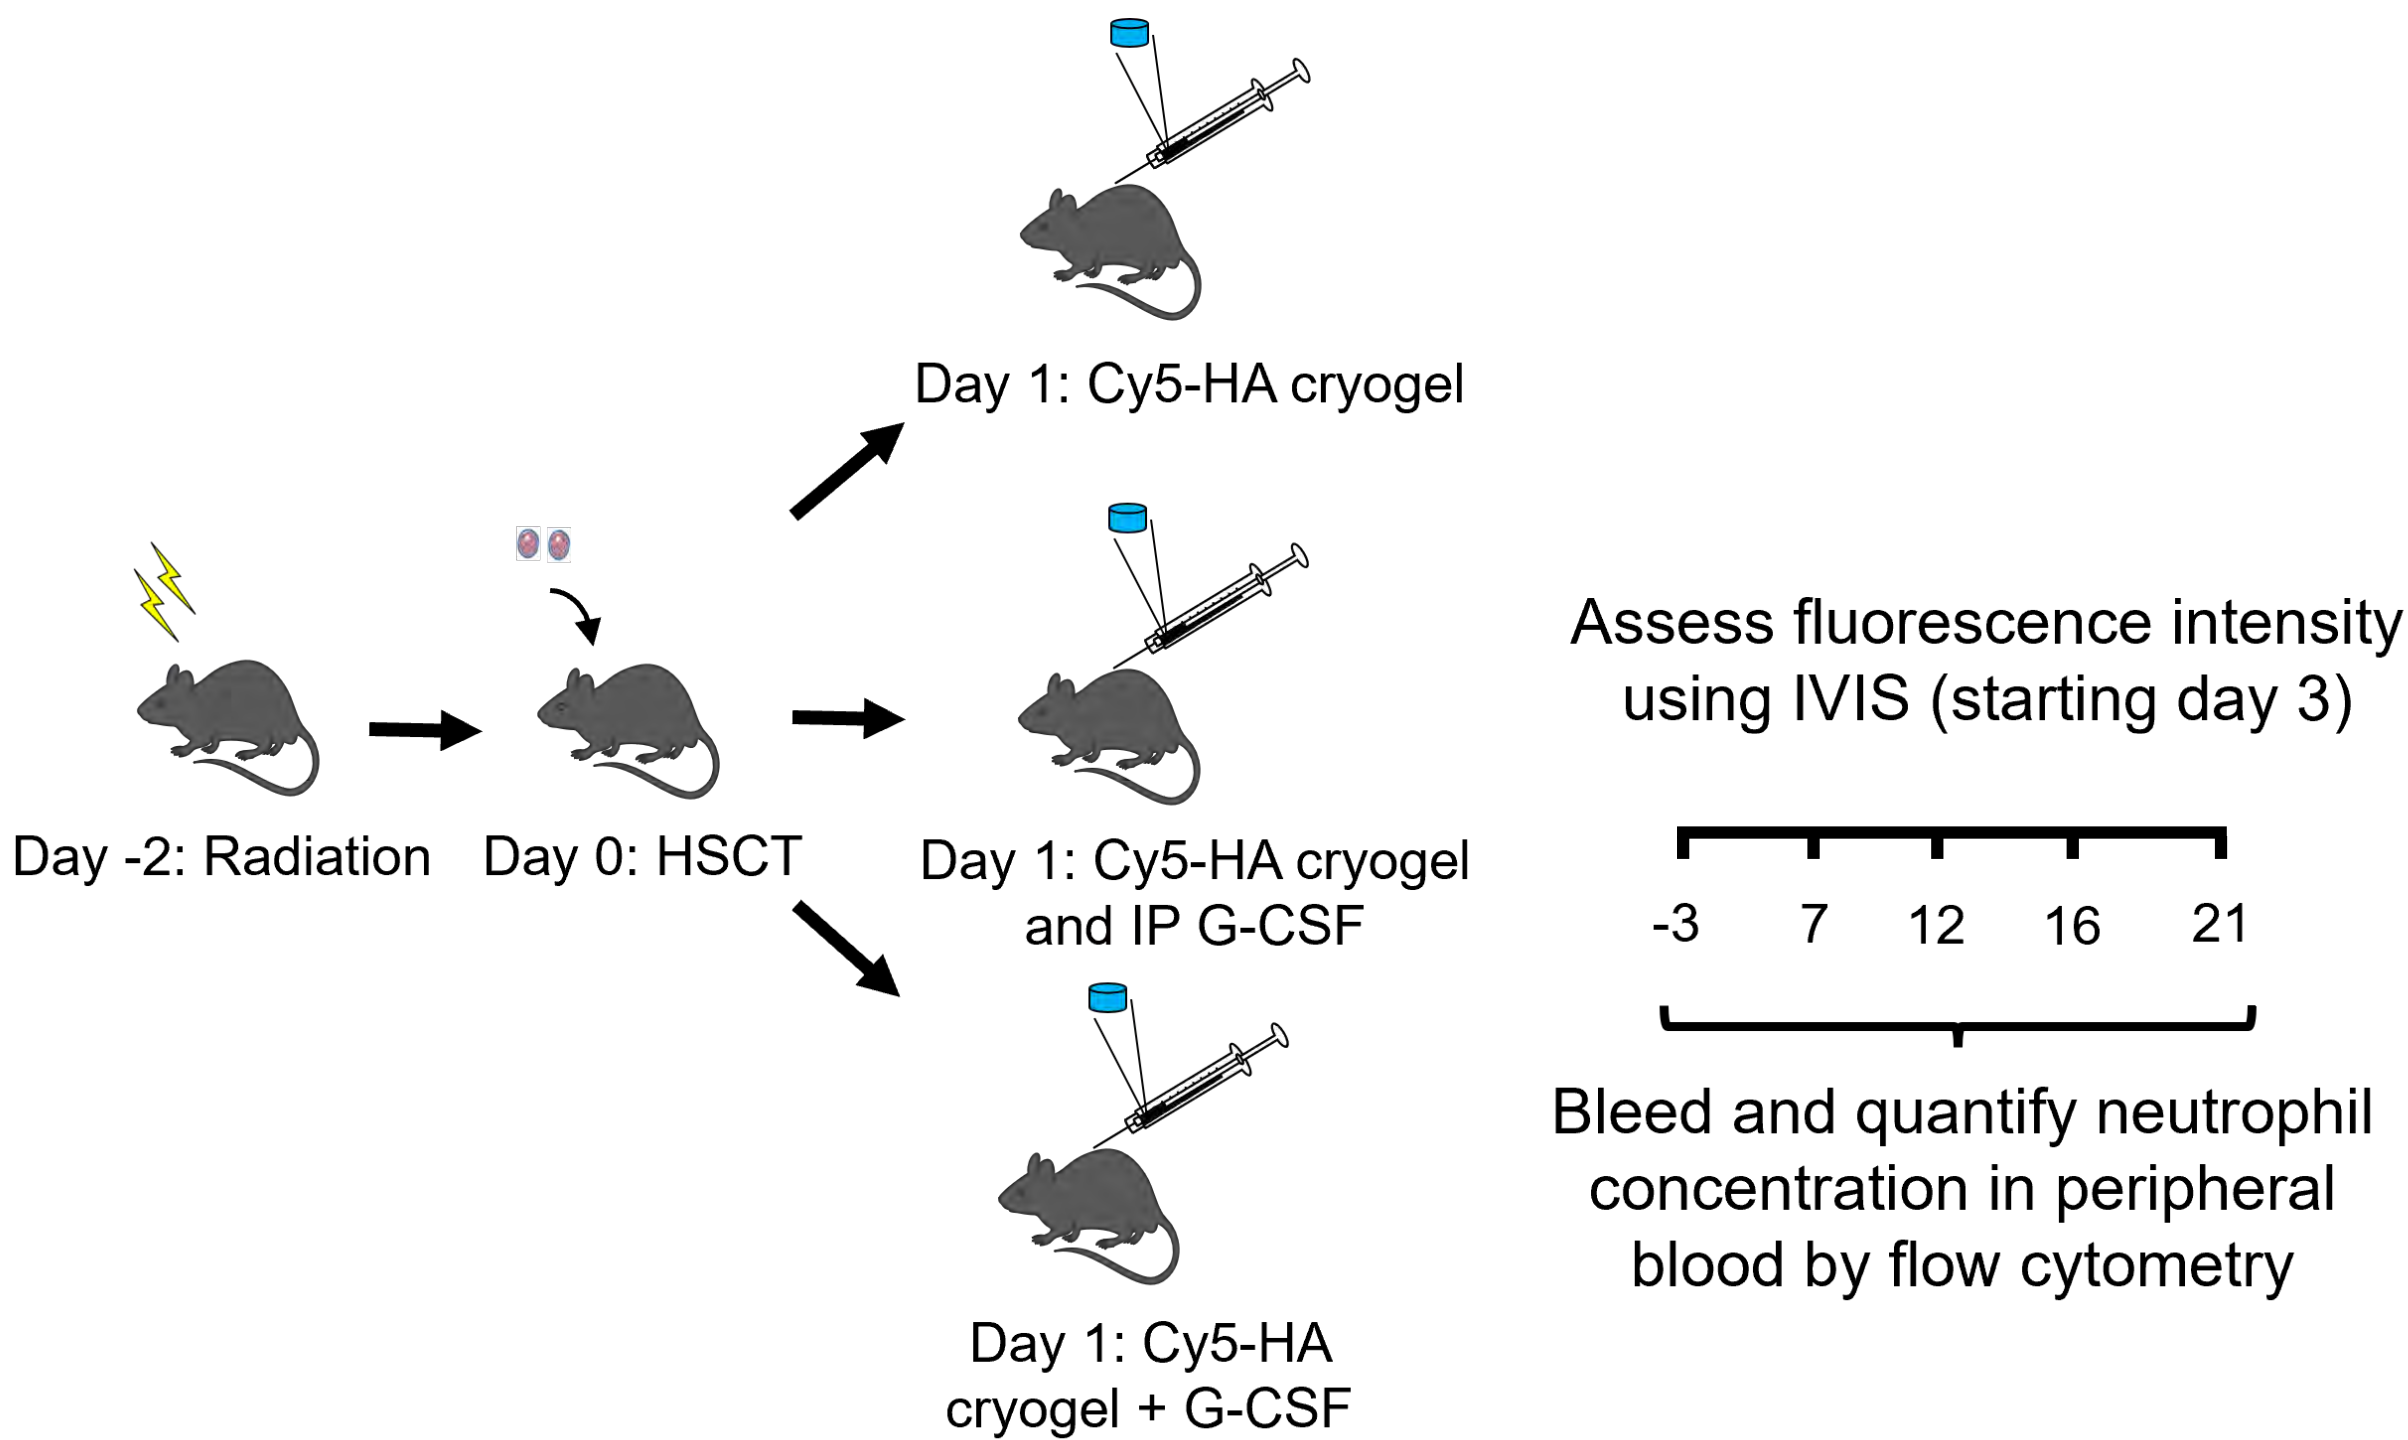 Day 1: Cy5-HA cryogel
Day -2: Radiation
Day 0: HSCT
Day 1: Cy5-HA cryogel
and IP G-CSF
Day 1: Cy5-HA
cryogel + G-CSF
Assess fluorescence intensity
using IVIS (starting day 3)
-3 7 12 16 21
Bleed and quantify neutrophil
concentration in peripheral
blood by flow cytometry